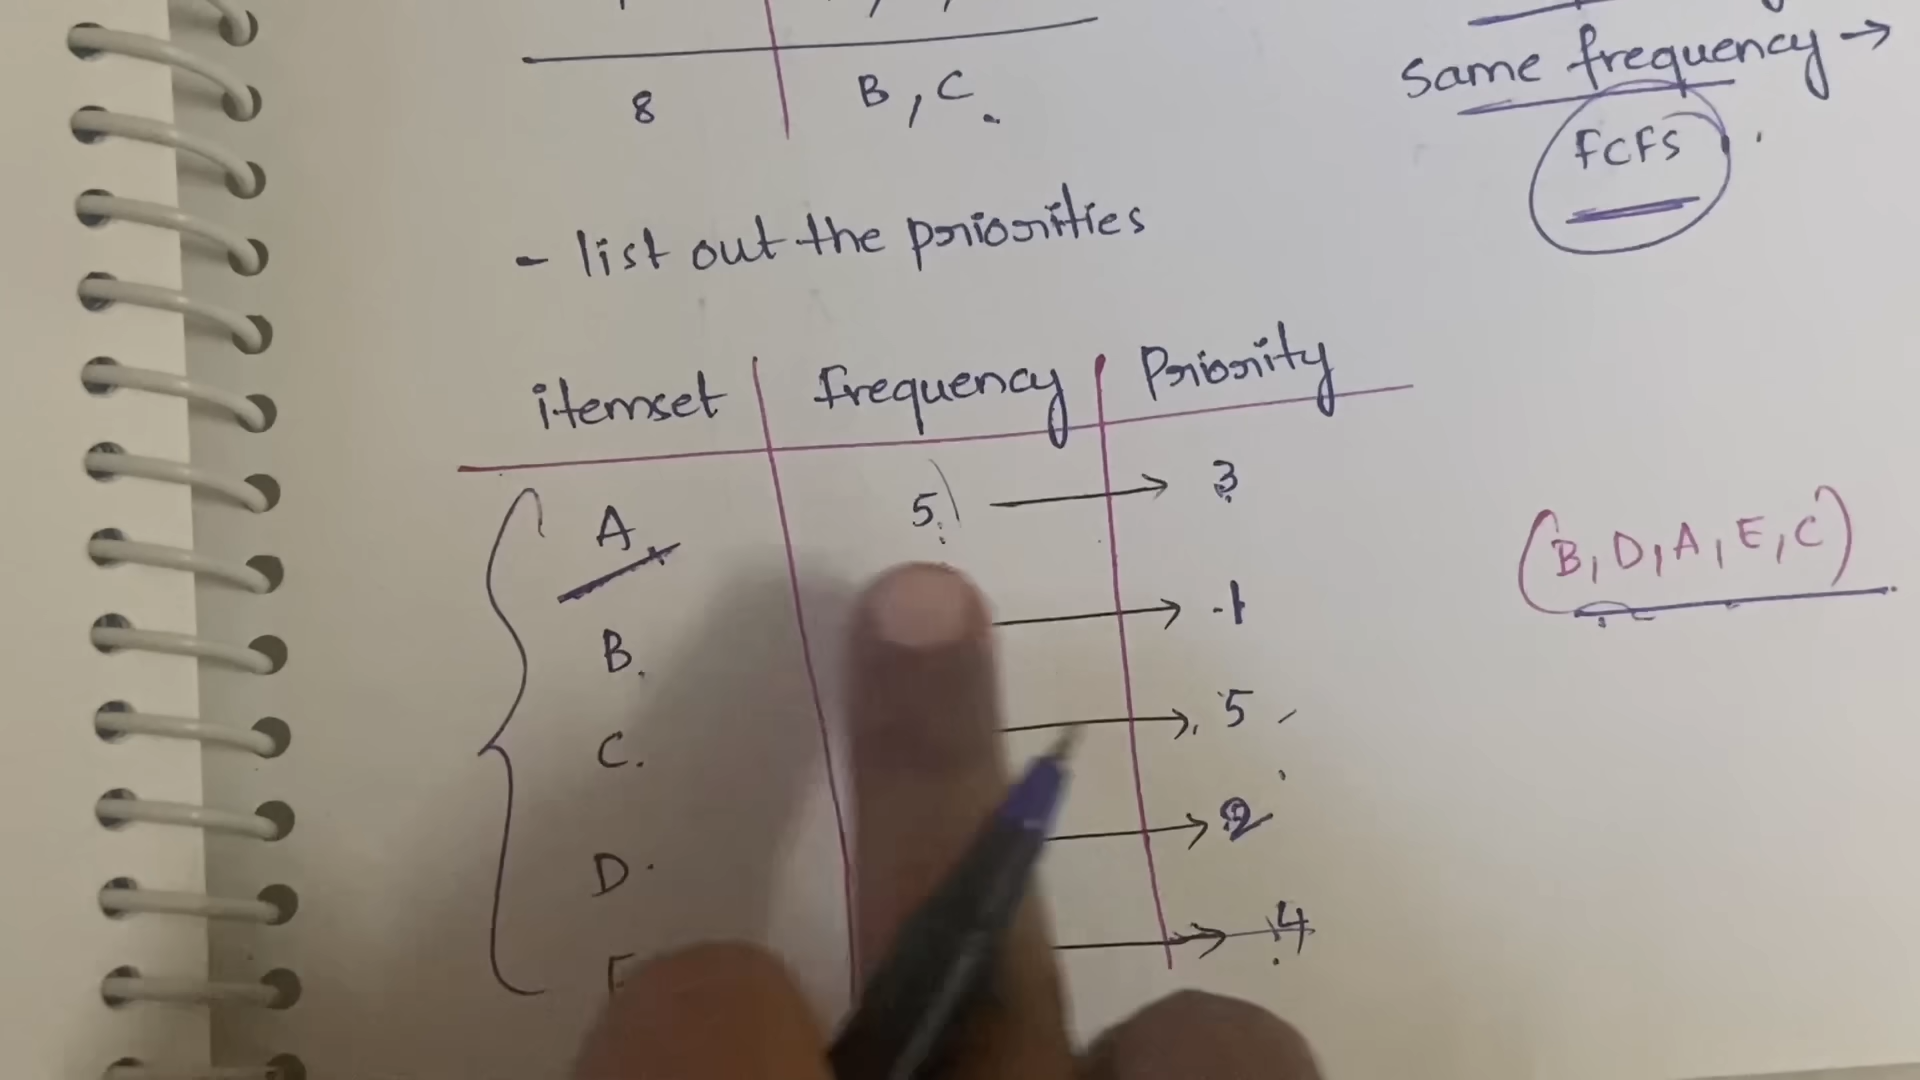 8 B, C.
Same frequency →
FCFS
- list out the priorities
itemset frequency Priority
A 5 → 3
B. → 1
C. → 5
D. → 2
E → 4
(B, D, A, E, C)